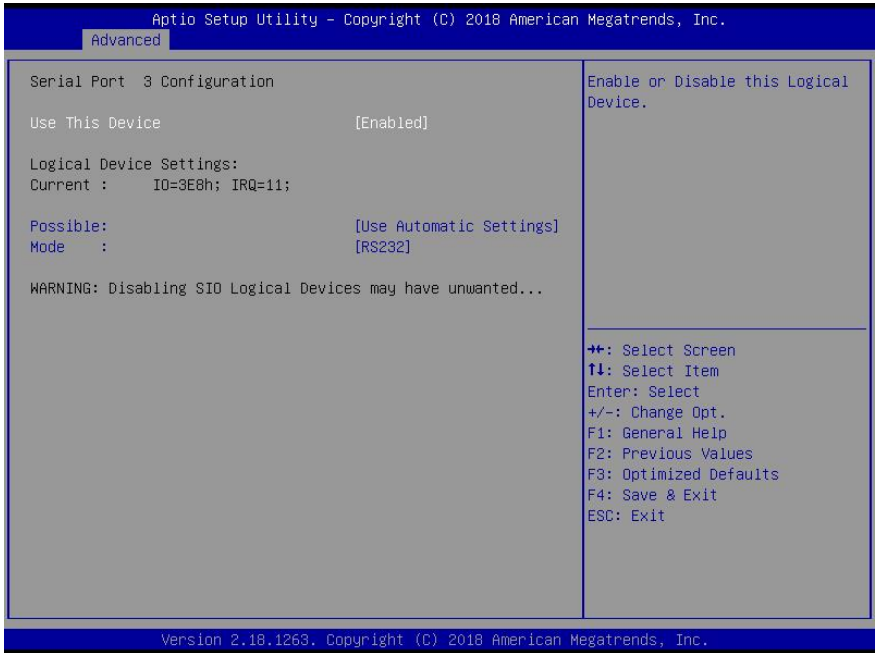 Aptio Setup Utility – Copyright (C) 2018 American Megatrends, Inc.
Advanced
Serial Port 3 Configuration
Use This Device [Enabled]
Logical Device Settings:
Current : IO=3E8h; IRQ=11;
Possible: [Use Automatic Settings]
Mode : [RS232]
WARNING: Disabling SIO Logical Devices may have unwanted...
Enable or Disable this Logical
Device.
→←: Select Screen
↑↓: Select Item
Enter: Select
+/-: Change Opt.
F1: General Help
F2: Previous Values
F3: Optimized Defaults
F4: Save & Exit
ESC: Exit
Version 2.18.1263. Copyright (C) 2018 American Megatrends, Inc.